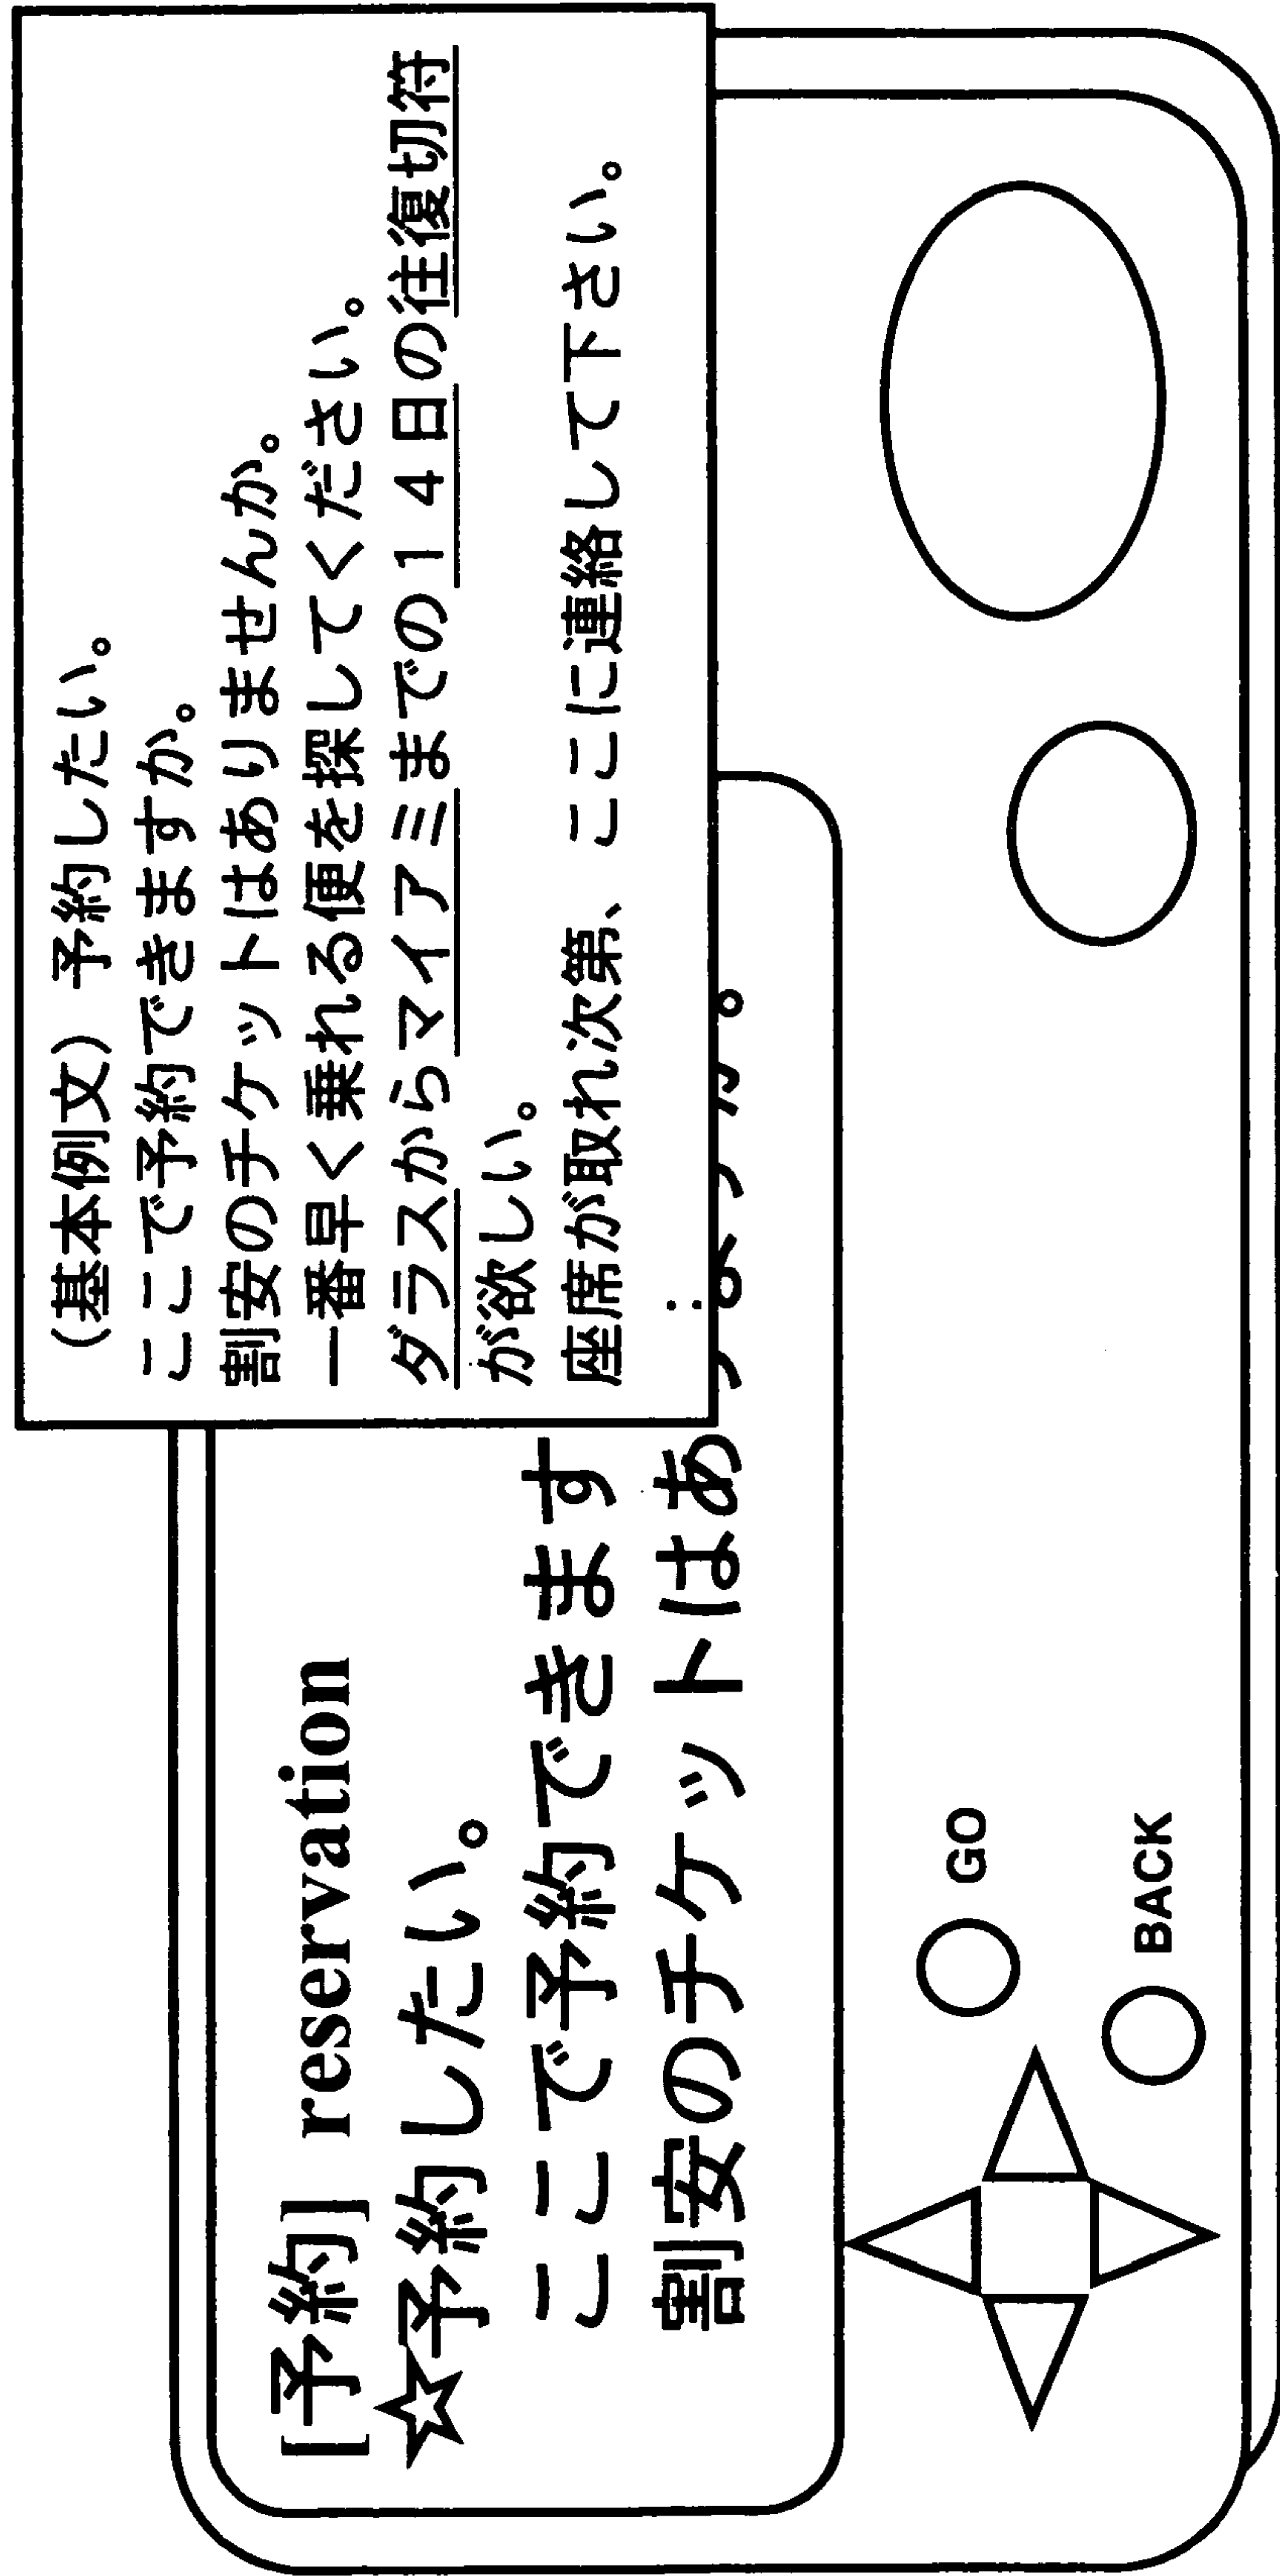 (基本例文) 予約したい。
ここで予約できますか。
割安のチケットはありませんか。
一番早く乗れる便を探してください。
ダラスからマイアミまでの14日の往復切符
が欲しい。
座席が取れ次第、ここに連絡して下さい。
:
[予約] reservation
☆予約したい。
ここで予約できます
割安のチケットはあ
GO
BACK